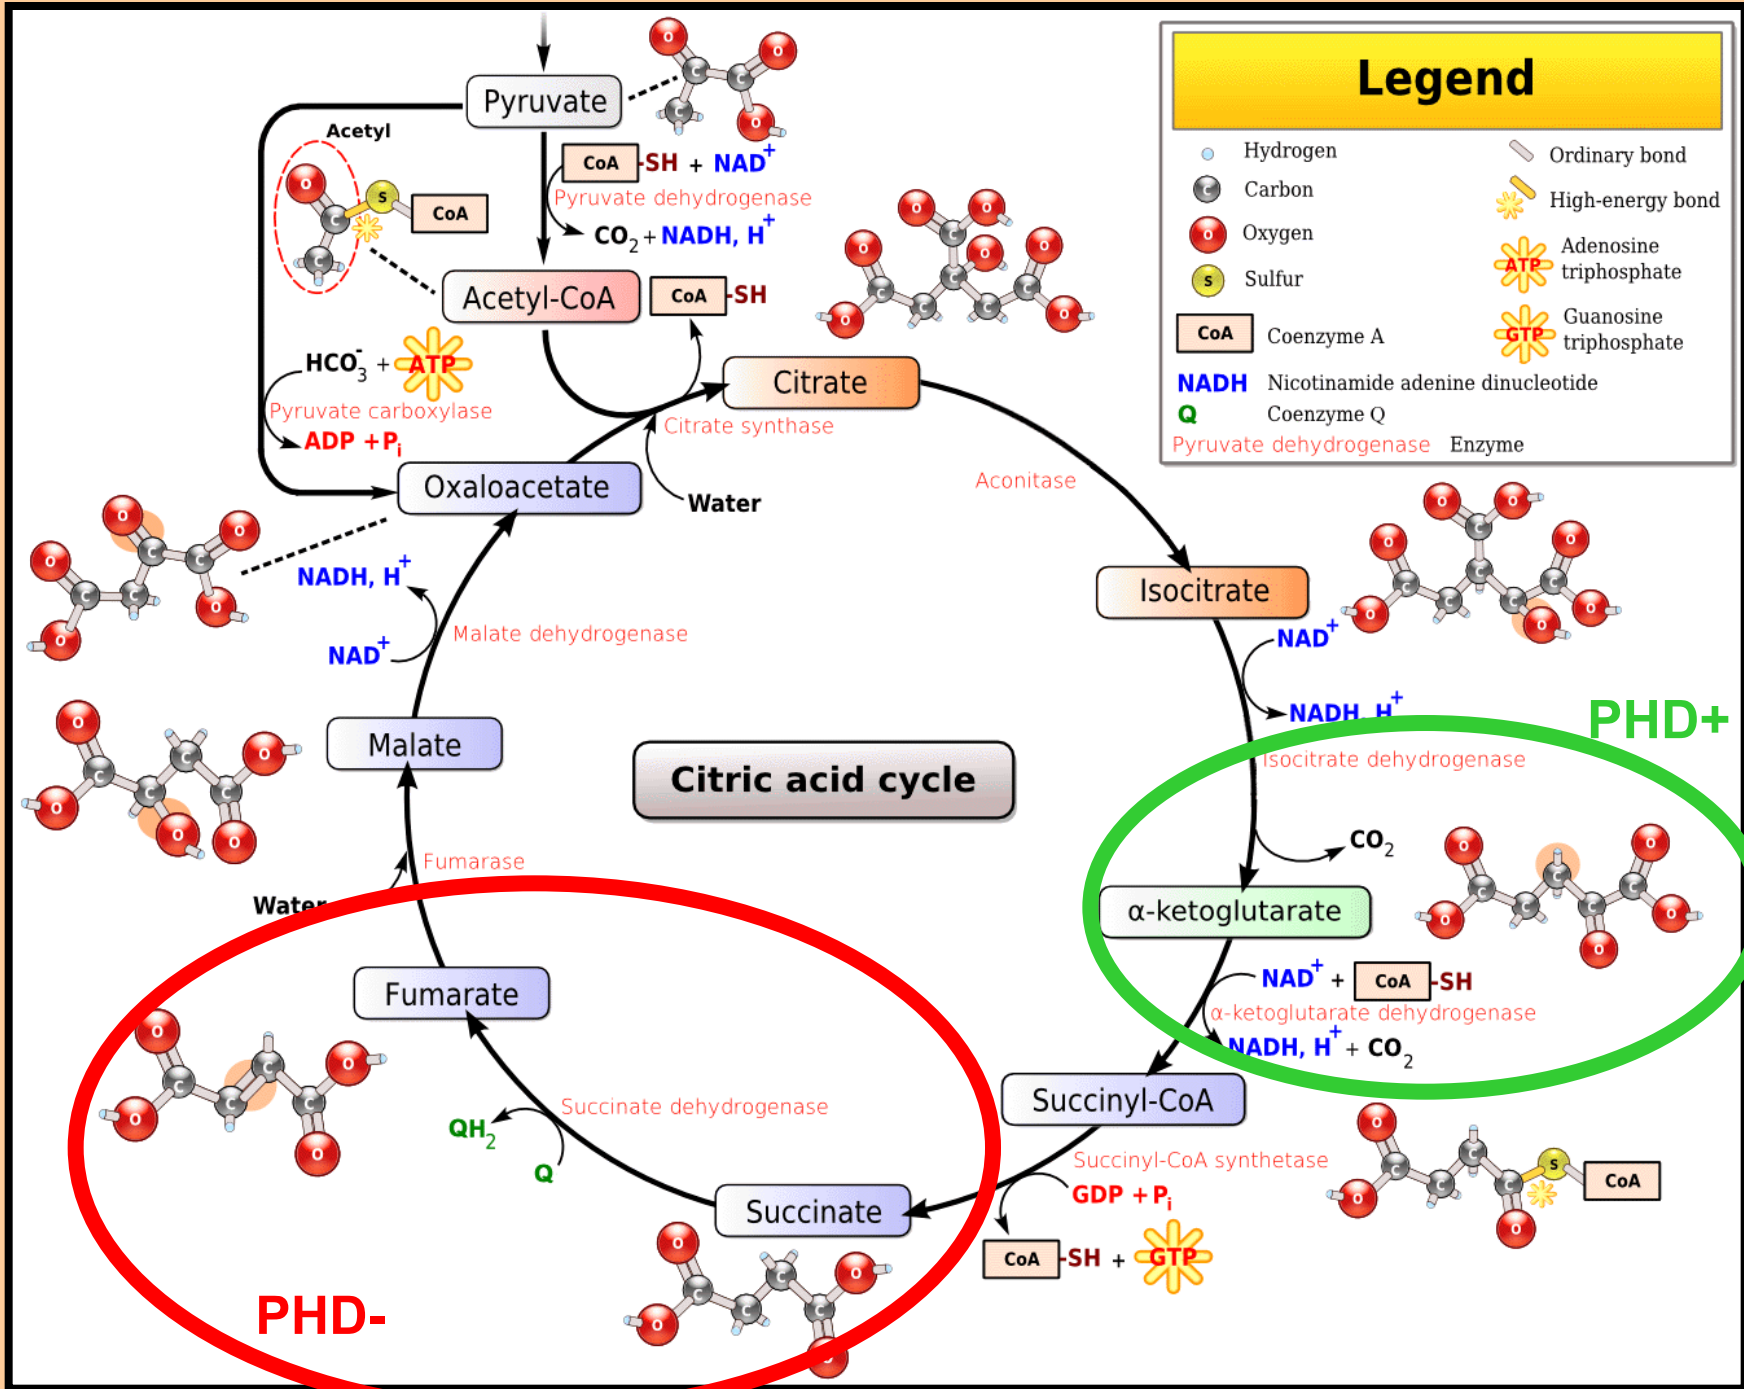 Legend
Hydrogen
Carbon
Oxygen
S Sulfur
CoA Coenzyme A
NADH Nicotinamide adenine dinucleotide
Q Coenzyme Q
Pyruvate dehydrogenase Enzyme
Ordinary bond
High-energy bond
ATP Adenosine
triphosphate
GTP Guanosine
triphosphate
Pyruvate
Acetyl
S CoA
CoA-SH + NAD+
Pyruvate dehydrogenase
CO2 + NADH, H+
Acetyl-CoA
CoA-SH
HCO3- + ATP
Pyruvate carboxylase
ADP + Pi
Citrate
Citrate synthase
Water
Oxaloacetate
Aconitase
Isocitrate
NAD+
NADH, H+
PHD+
Isocitrate dehydrogenase
CO2
α-ketoglutarate
NAD+ + CoA-SH
α-ketoglutarate dehydrogenase
NADH, H+ + CO2
Succinyl-CoA
Succinyl-CoA synthetase
GDP + Pi
CoA-SH + GTP
S CoA
Succinate
Succinate dehydrogenase
QH2
Q
Fumarate
PHD-
Water
Fumarase
Malate
NAD+
Malate dehydrogenase
NADH, H+
Citric acid cycle